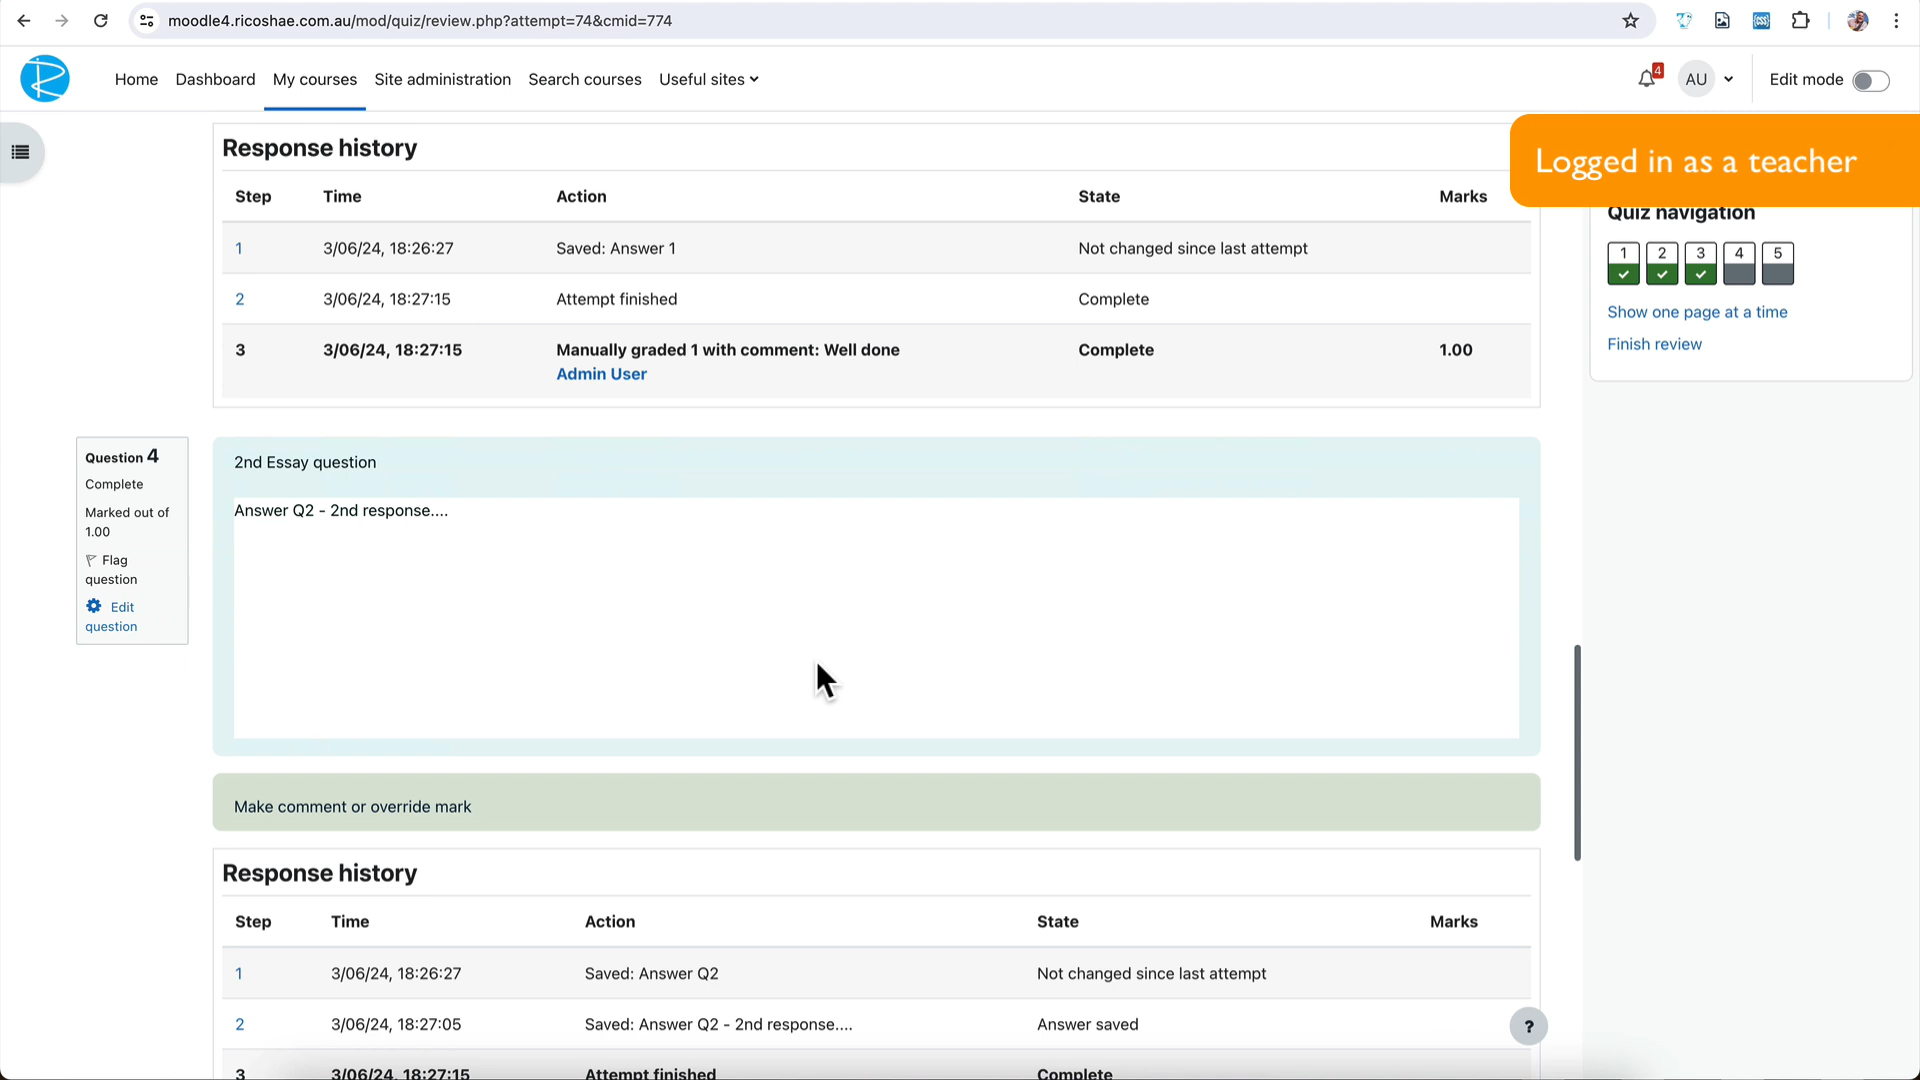 moodle4.ricoshae.com.au/mod/quiz/review.php?attempt=74&cmid=774
Home Dashboard My courses Site administration Search courses Useful sites
4
AU
Edit mode
Logged in as a teacher
Response history
Step Time Action State Marks
1 3/06/24, 18:26:27 Saved: Answer 1 Not changed since last attempt
2 3/06/24, 18:27:15 Attempt finished Complete
3 3/06/24, 18:27:15 Manually graded 1 with comment: Well done Complete 1.00
Admin User
Quiz navigation
1 2 3 4 5
Show one page at a time
Finish review
Question 4
Complete
Marked out of
1.00
Flag
question
Edit
question
2nd Essay question
Answer Q2 - 2nd response....
Make comment or override mark
Response history
Step Time Action State Marks
1 3/06/24, 18:26:27 Saved: Answer Q2 Not changed since last attempt
2 3/06/24, 18:27:05 Saved: Answer Q2 - 2nd response.... Answer saved
3 3/06/24, 18:27:15 Attempt finished Complete
?